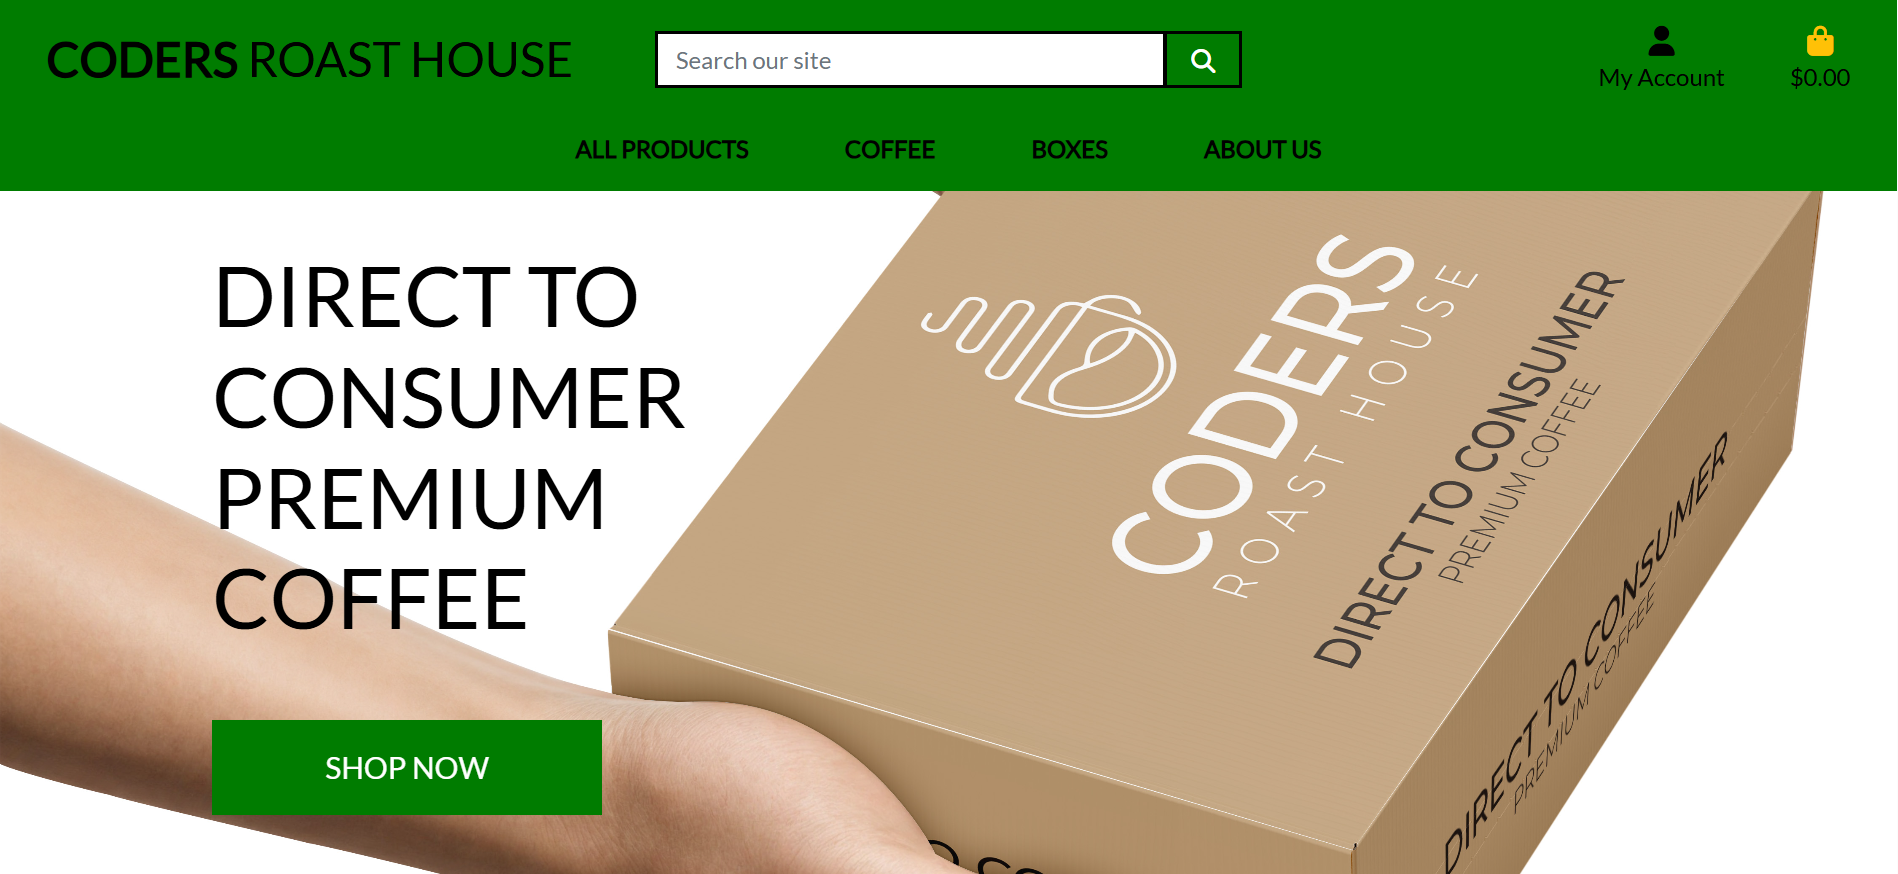 CODERS ROAST HOUSE
Search our site
My Account
$0.00
ALL PRODUCTS
COFFEE
BOXES
ABOUT US
DIRECT TO
CONSUMER
PREMIUM
COFFEE
SHOP NOW
CODERS
ROAST HOUSE
DIRECT TO CONSUMER
PREMIUM COFFEE
DIRECT TO CONSUMER
PREMIUM COFFEE